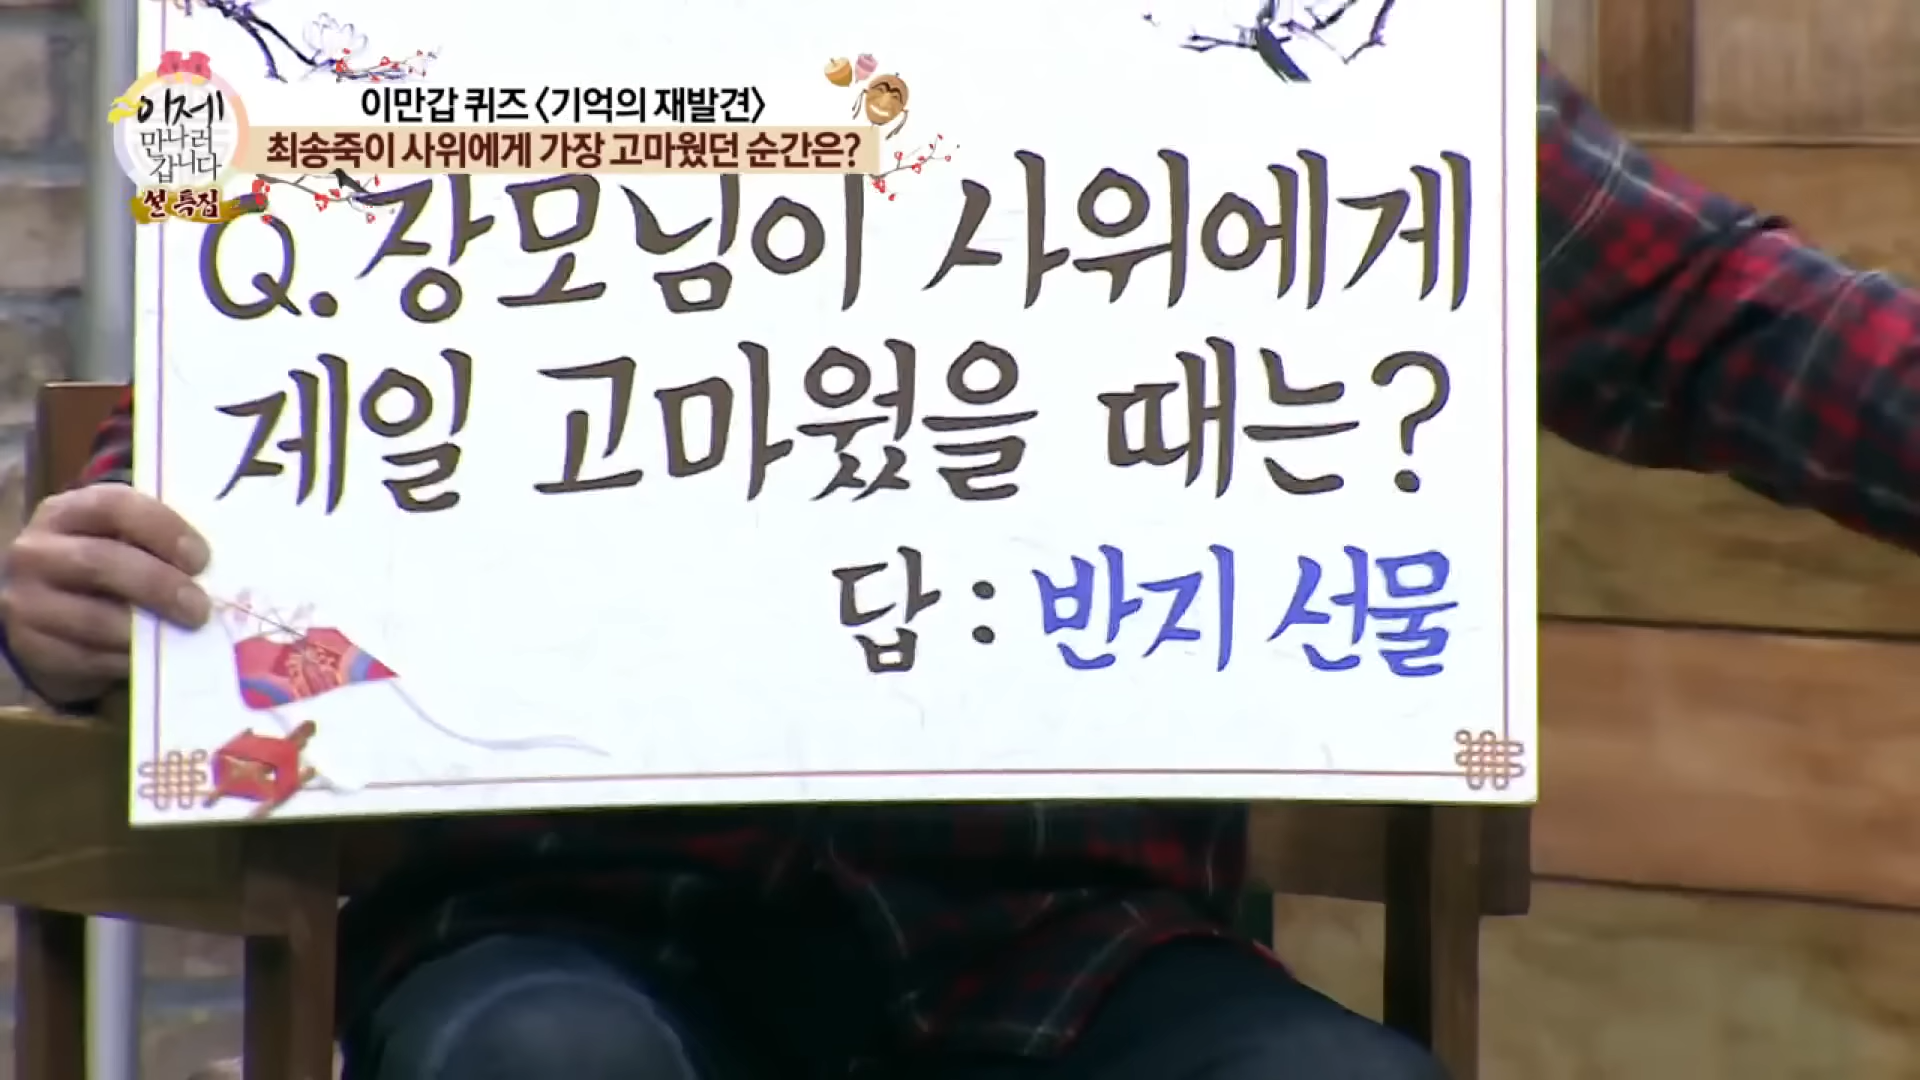 이제
만나러
갑니다
설 특집
이만갑 퀴즈 <기억의 재발견>
최송죽이 사위에게 가장 고마웠던 순간은?
Q. 장모님이 사위에게
제일 고마웠을 때는?
답 : 반지 선물